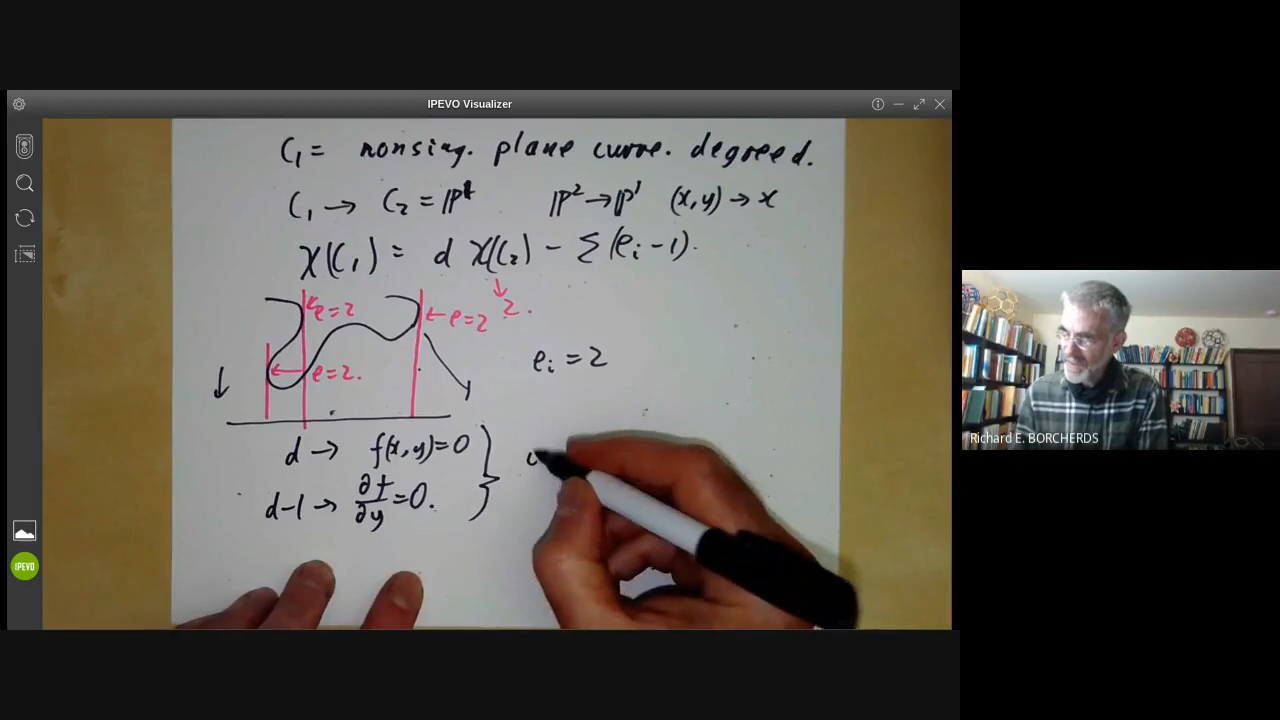 IPEVO Visualizer
C₁ = nonsing. plane curve. degree d.
C₁ → C₂ = ℙ¹ ℙ² → ℙ¹ (x,y) → x
χ(C₁) = d χ(C₂) - Σ(eᵢ - 1).
↓
2.
e=2
← e=2
e=2.
eᵢ = 2
d → f(x,y)=0
d-1 → ∂f/∂y = 0.
Richard E. BORCHERDS
IPEVO